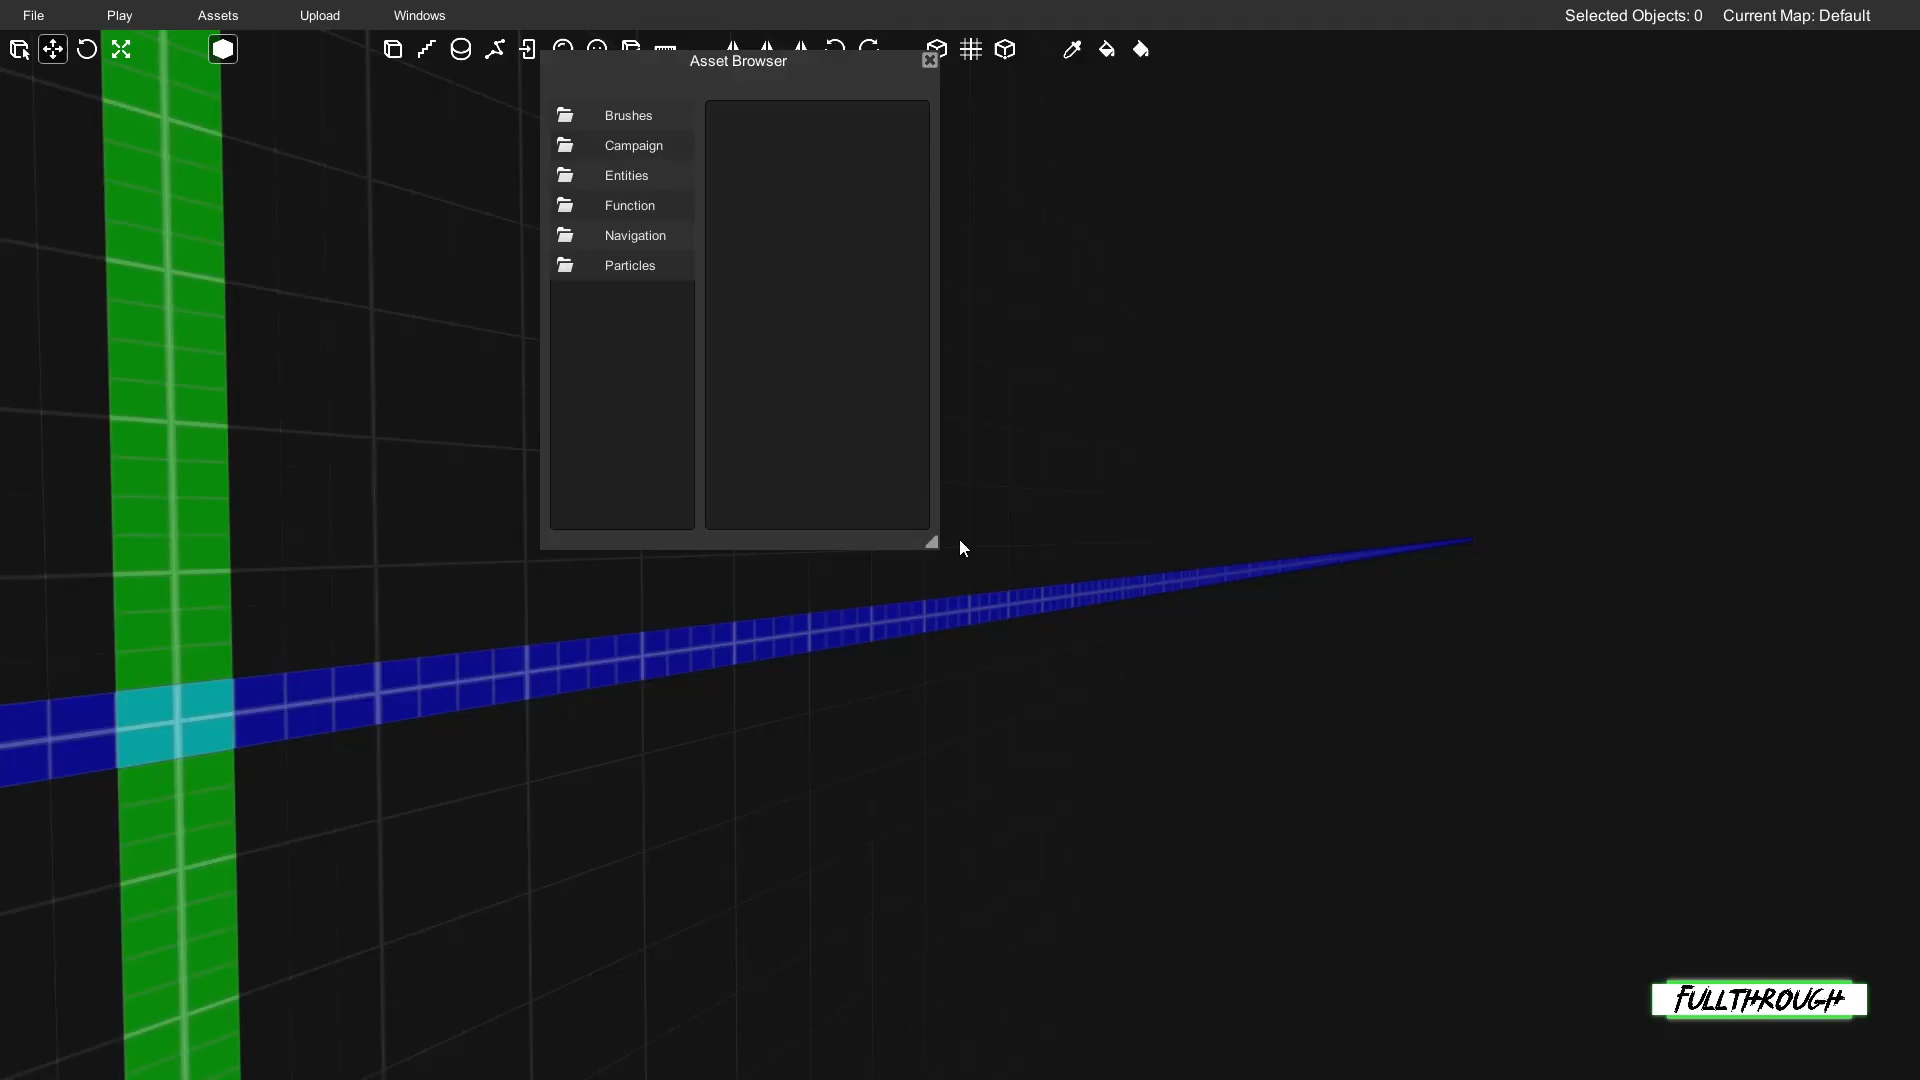 File Play Assets Upload Windows Selected Objects: 0 Current Map: Default
Asset Browser
Brushes
Campaign
Entities
Function
Navigation
Particles
FULLTHROUGH